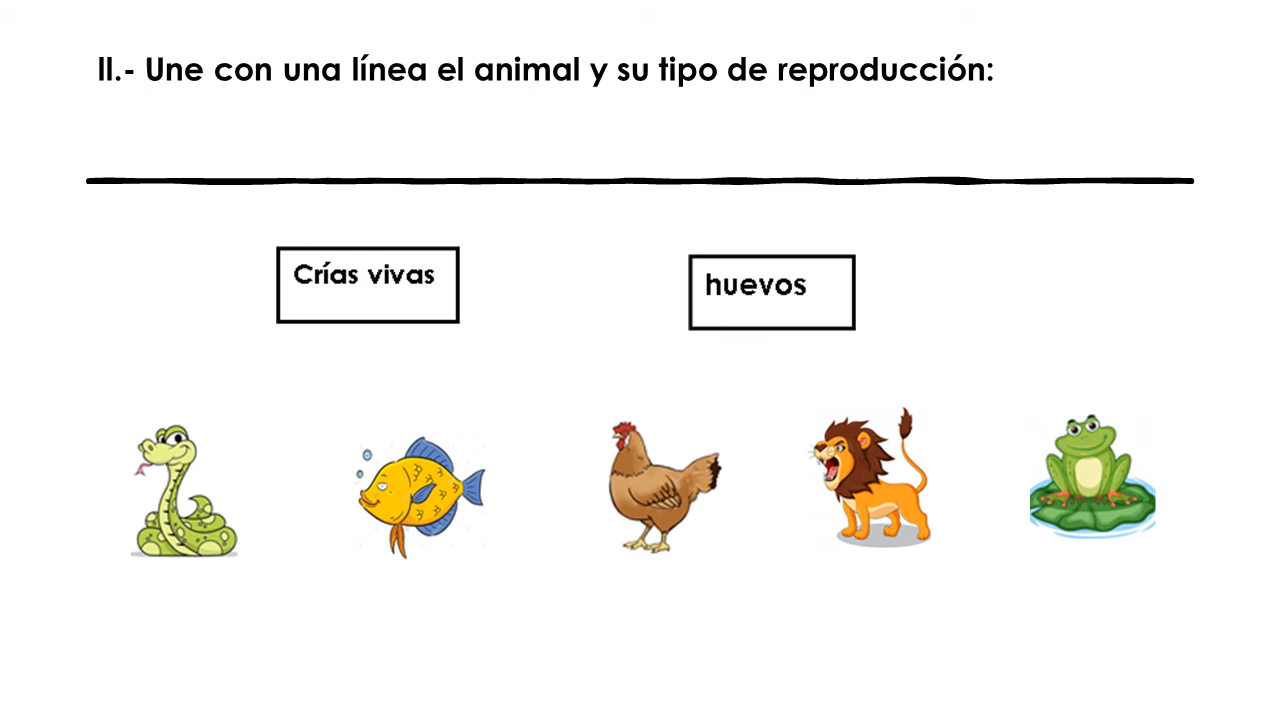 II.- Une con una línea el animal y su tipo de reproducción:
Crías vivas
huevos